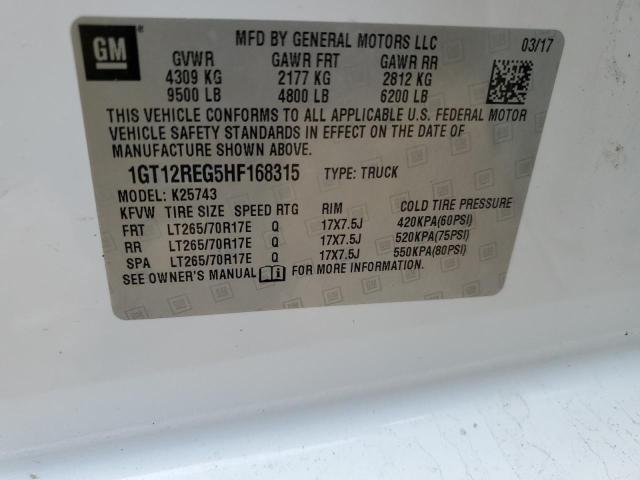 GM
MFD BY GENERAL MOTORS LLC 03/17
GVWR GAWR FRT GAWR RR
4309 KG 2177 KG 2812 KG
9500 LB 4800 LB 6200 LB
THIS VEHICLE CONFORMS TO ALL APPLICABLE U.S. FEDERAL MOTOR
VEHICLE SAFETY STANDARDS IN EFFECT ON THE DATE OF
MANUFACTURE SHOWN ABOVE.
1GT12REG5HF168315 TYPE: TRUCK
MODEL: K25743
KFVW TIRE SIZE SPEED RTG RIM COLD TIRE PRESSURE
FRT LT265/70R17E Q 17X7.5J 420KPA(60PSI)
RR LT265/70R17E Q 17X7.5J 520KPA(75PSI)
SPA LT265/70R17E Q 17X7.5J 550KPA(80PSI)
SEE OWNER'S MANUAL FOR MORE INFORMATION.